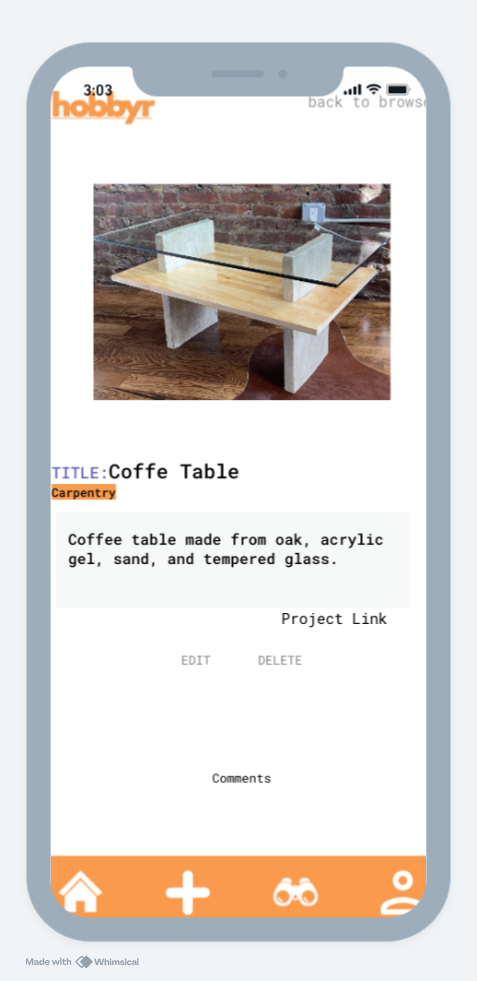 3:03
hobbyr
back to browse
TITLE:Coffe Table
Carpentry
Coffee table made from oak, acrylic
gel, sand, and tempered glass.
Project Link
EDIT DELETE
Comments
Made with Whimsical